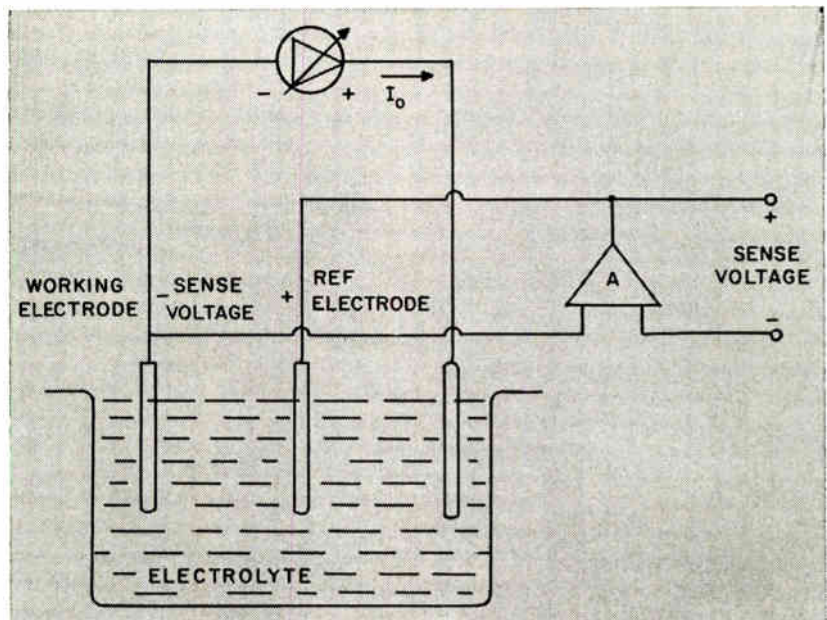 - +
I₀
WORKING
ELECTRODE
- SENSE
VOLTAGE
+ REF
ELECTRODE
A
+
SENSE
VOLTAGE
-
ELECTROLYTE